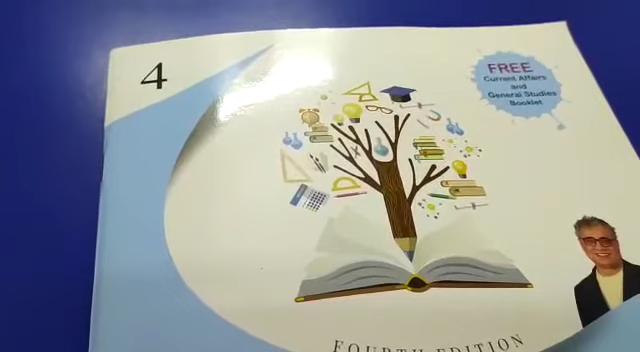 4
FREE
Current Affairs
and
General Studies
Booklet
FOURTH EDITION